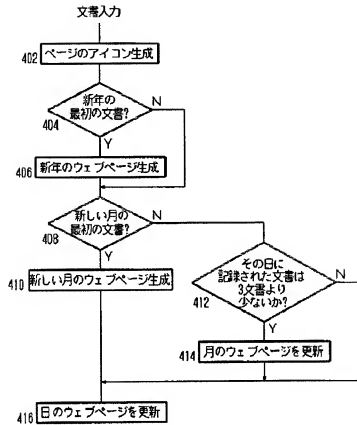 文書入力
402
ページのアイコン生成
新年の
最初の文書?
N
404
Y
406
新年のウェブページ生成
新しい月の
最初の文書?
N
408
Y
410
新しい月のウェブページ生成
その日に
記録された文書は
3文書より
少ないか?
N
412
Y
414
月のウェブページを更新
416
日のウェブページを更新